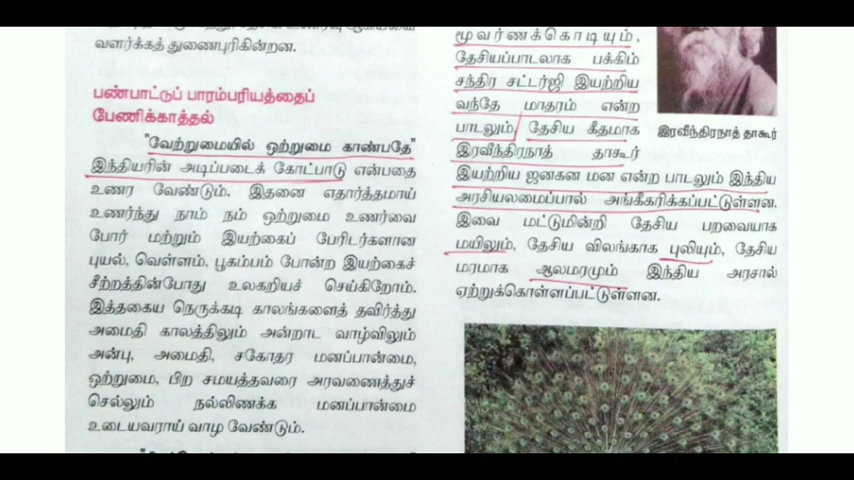 வளர்க்கத் துணைபுரிகின்றன.
பண்பாட்டுப் பாரம்பரியத்தைப்
பேணிக்காத்தல்
"வேற்றுமையில் ஒற்றுமை காண்பதே"
இந்தியரின் அடிப்படைக் கோட்பாடு என்பதை
உணர வேண்டும். இதனை எதார்த்தமாய்
உணர்ந்து நாம் நம் ஒற்றுமை உணர்வை
போர் மற்றும் இயற்கைப் பேரிடர்களான
புயல், வெள்ளம், பூகம்பம் போன்ற இயற்கைச்
சீற்றத்தின்போது உலகறியச் செய்கிறோம்.
இத்தகைய நெருக்கடி காலங்களைத் தவிர்த்து
அமைதி காலத்திலும் அன்றாட வாழ்விலும்
அன்பு, அமைதி, சகோதர மனப்பான்மை,
ஒற்றுமை, பிற சமயத்தவரை அரவணைத்துச்
செல்லும் நல்லிணக்க மனப்பான்மை
உடையவராய் வாழ வேண்டும்.
மூவர்ணக்கொடியும்,
தேசியப்பாடலாக பக்கிம்
சந்திர சட்டர்ஜி இயற்றிய
வந்தே மாதரம் என்ற
பாடலும், தேசிய கீதமாக
இரவீந்திரநாத் தாகூர்
இயற்றிய ஜனகன மன என்ற பாடலும் இந்திய
அரசியலமைப்பால் அங்கீகரிக்கப்பட்டுள்ளன.
இவை மட்டுமின்றி தேசிய பறவையாக
மயிலும், தேசிய விலங்காக புலியும், தேசிய
மரமாக ஆலமரமும் இந்திய அரசால்
ஏற்றுக்கொள்ளப்பட்டுள்ளன.
இரவீந்திரநாத் தாகூர்